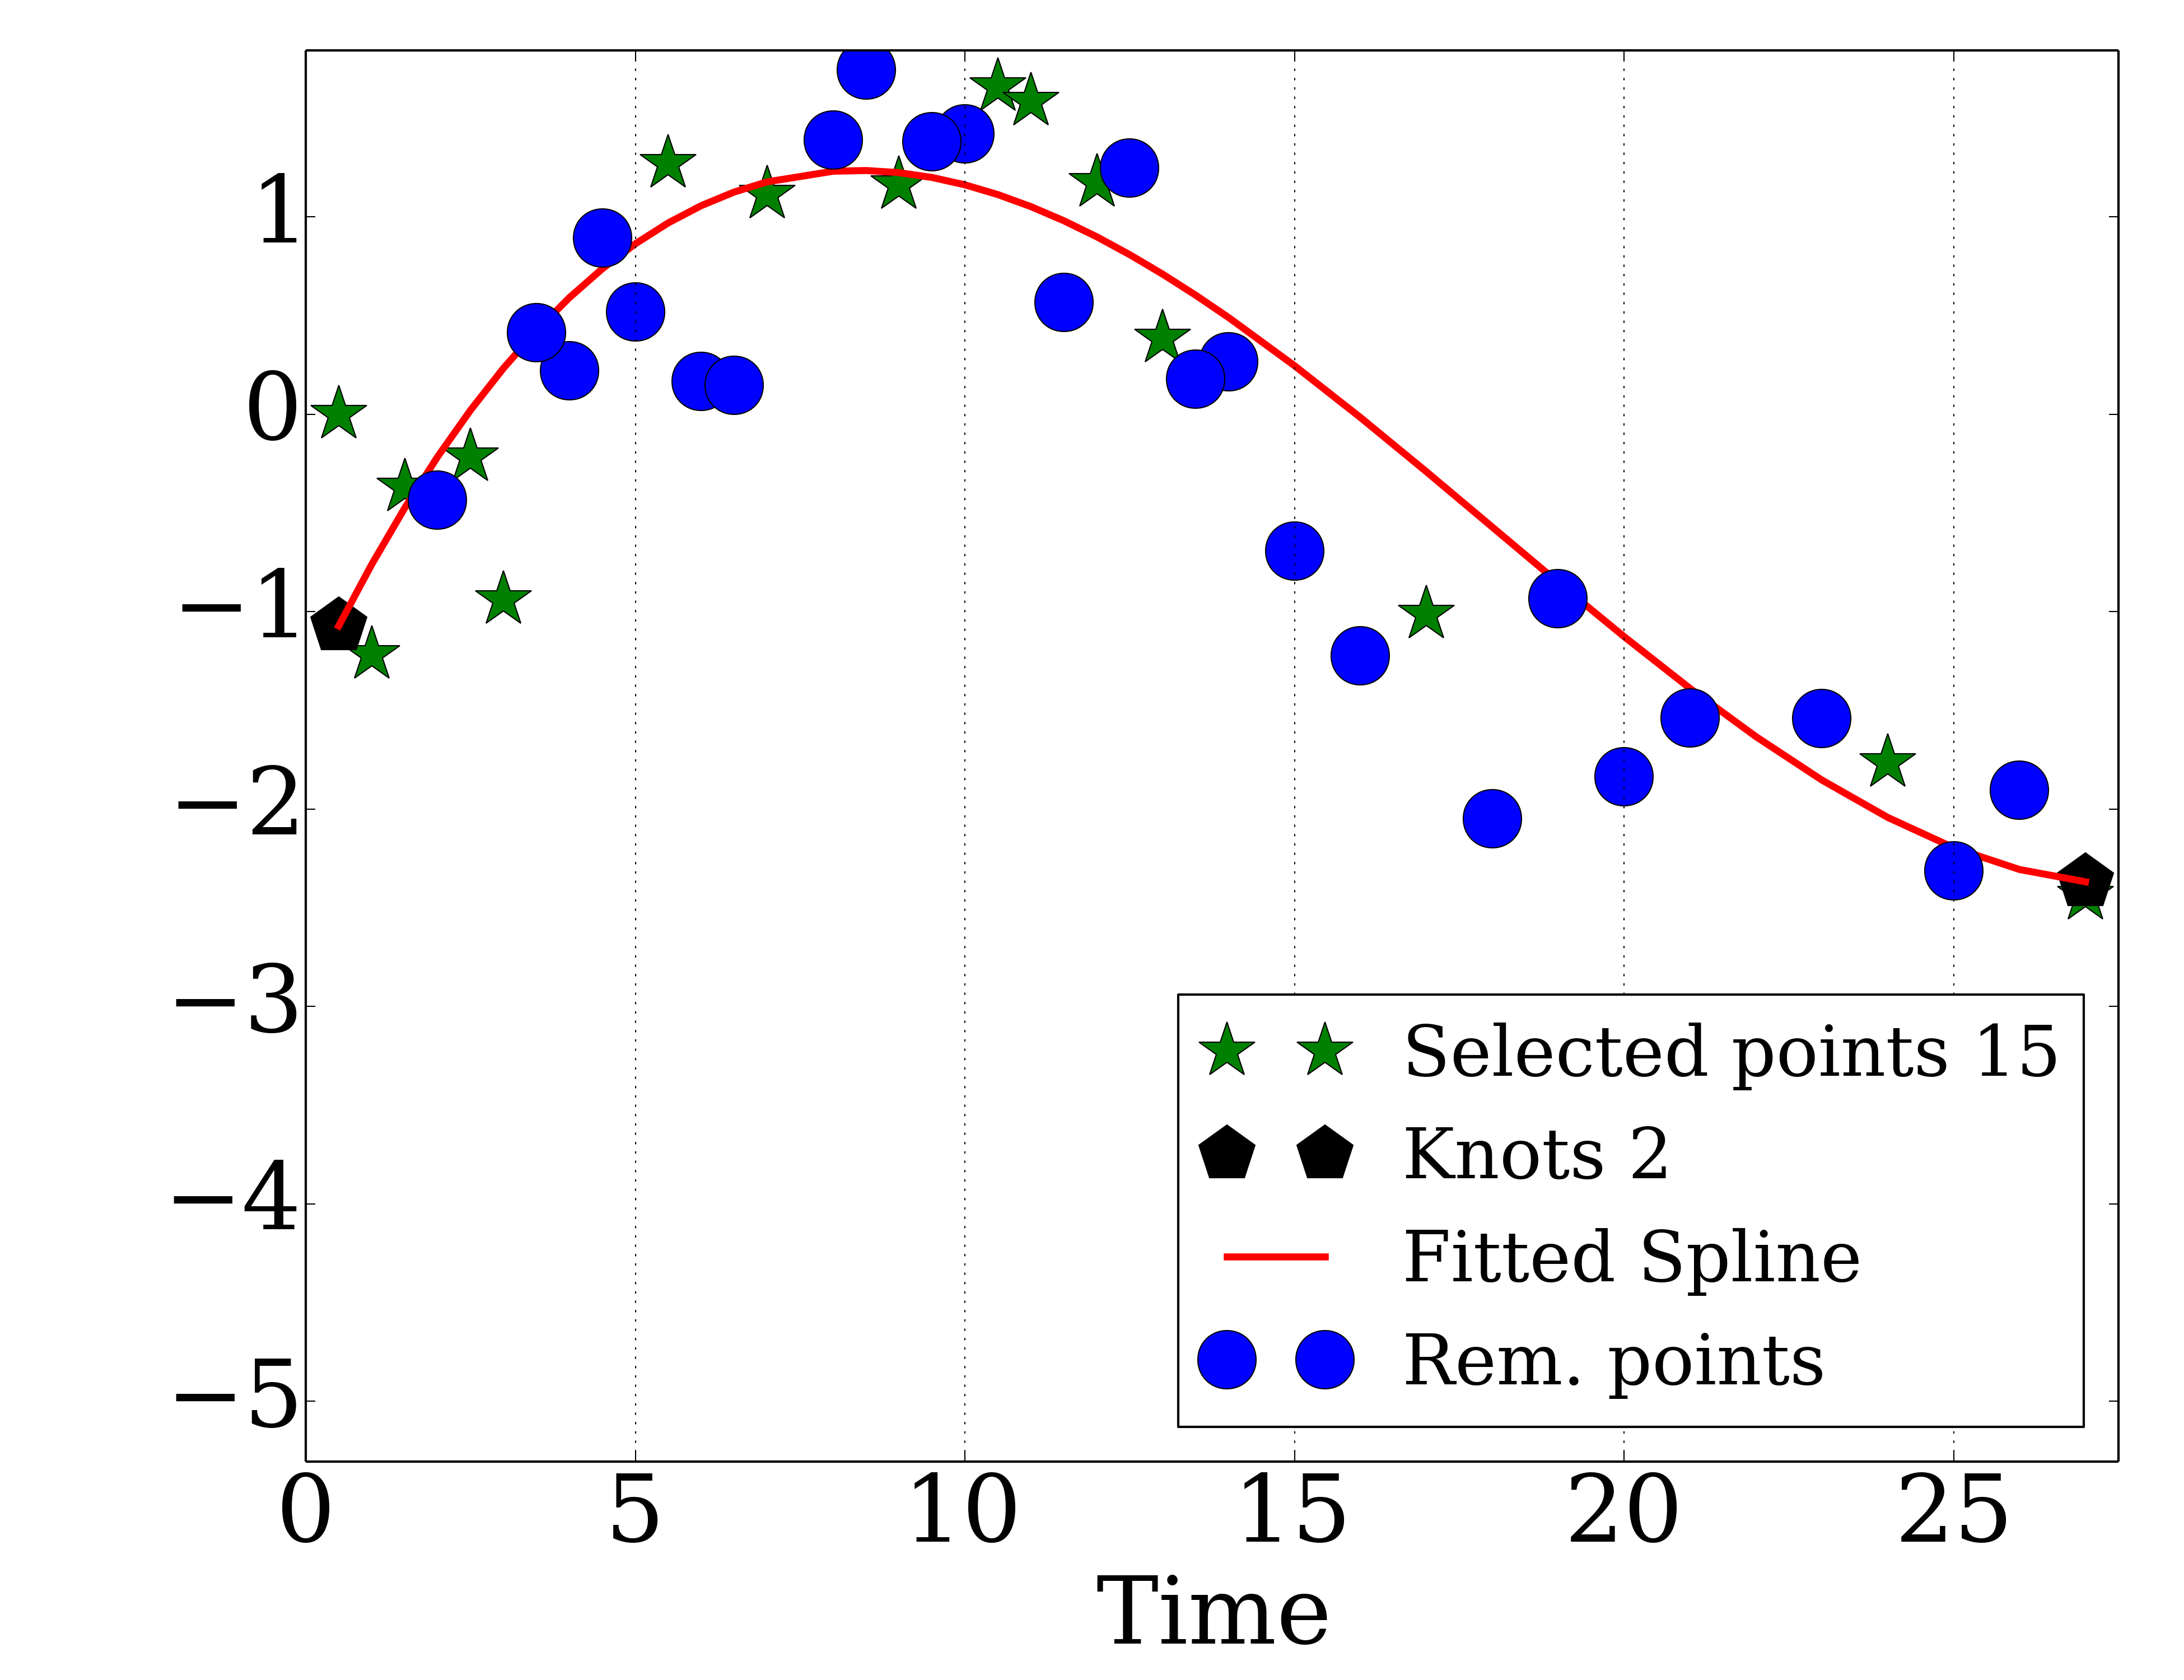 1
0
−1
−2
−3
−4
−5
Selected points 15
Knots 2
Fitted Spline
Rem. points
0 5 10 15 20 25
Time